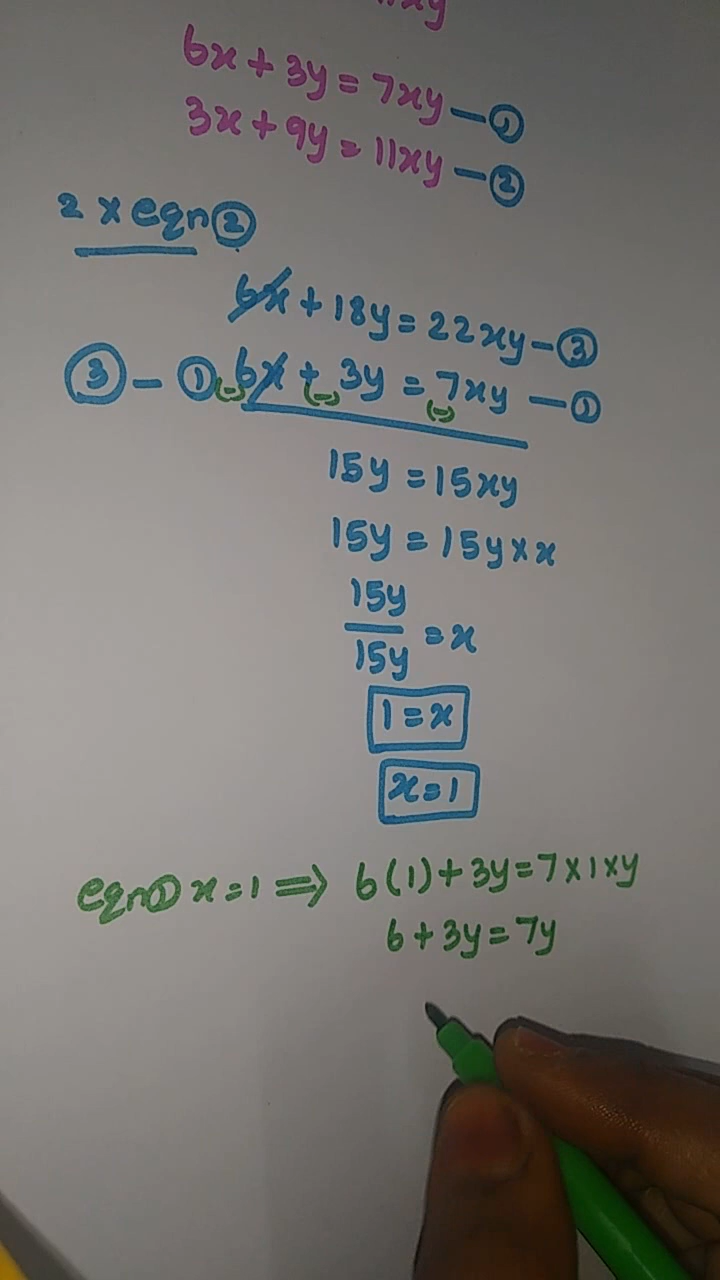 11xy
6x + 3y = 7xy — ①
3x + 9y = 11xy — ②
2 x eqn ②
6x + 18y = 22xy — ③
③ - ① 6x + 3y = 7xy — ①
(-) (-) (-)
15y = 15xy
15y = 15y x x
15y
15y = x
1 = x
x = 1
eqn ① x = 1 ⇒ 6(1) + 3y = 7 x 1 x y
6 + 3y = 7y